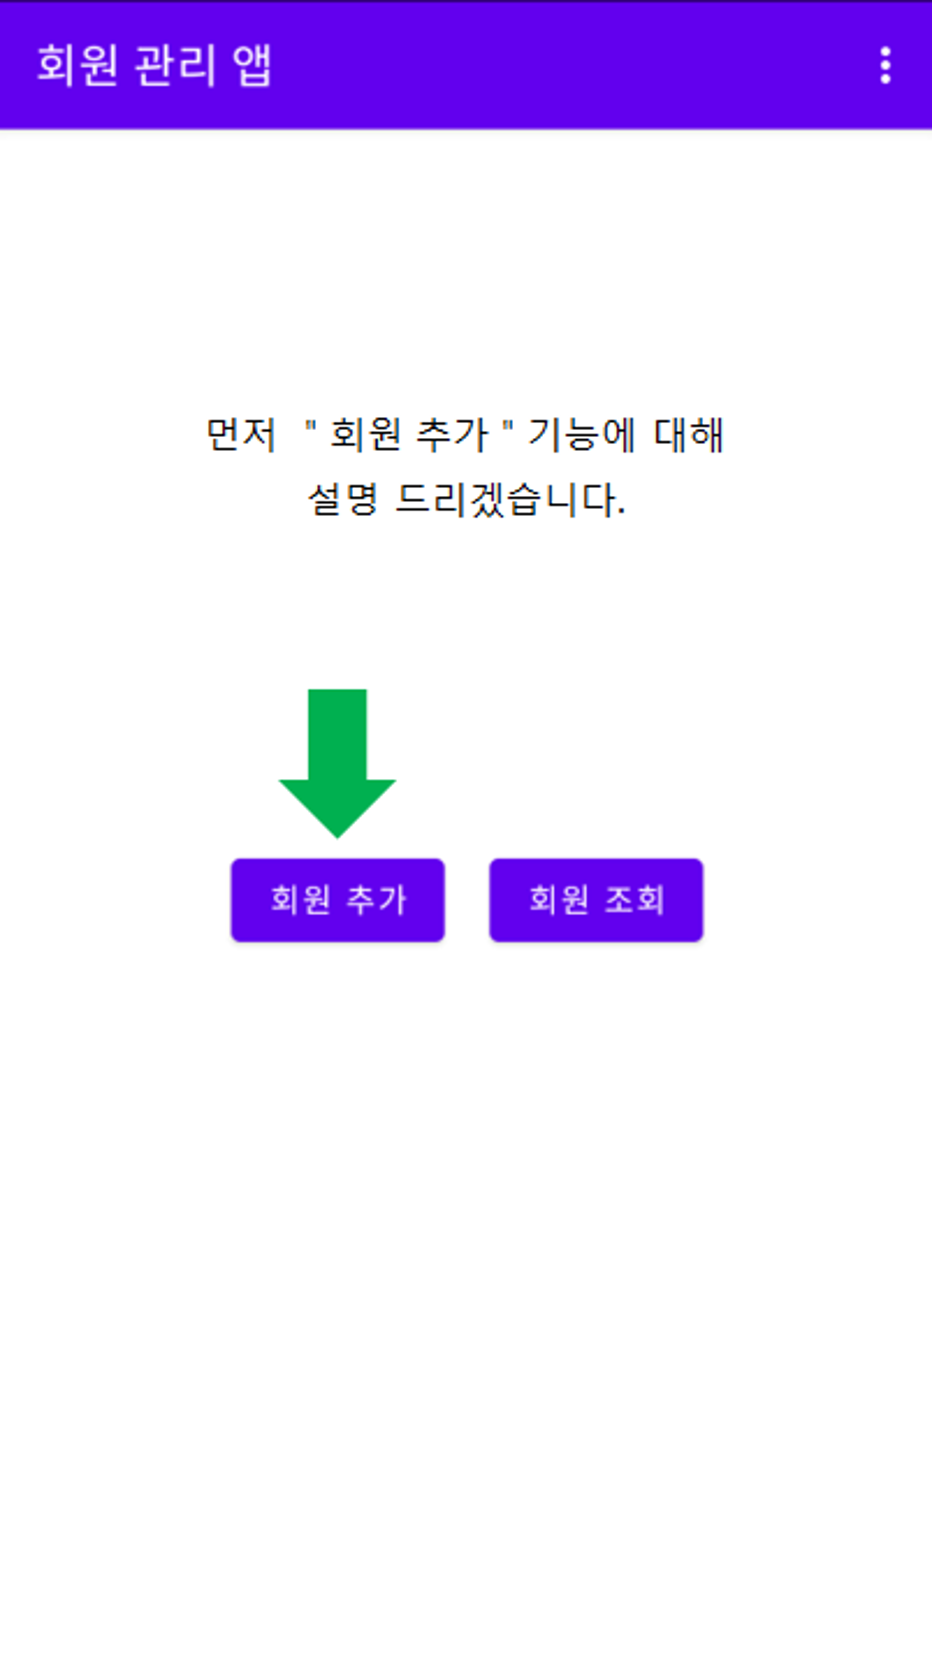 회원 관리 앱
먼저 " 회원 추가 " 기능에 대해
설명 드리겠습니다.
회원 추가
회원 조회